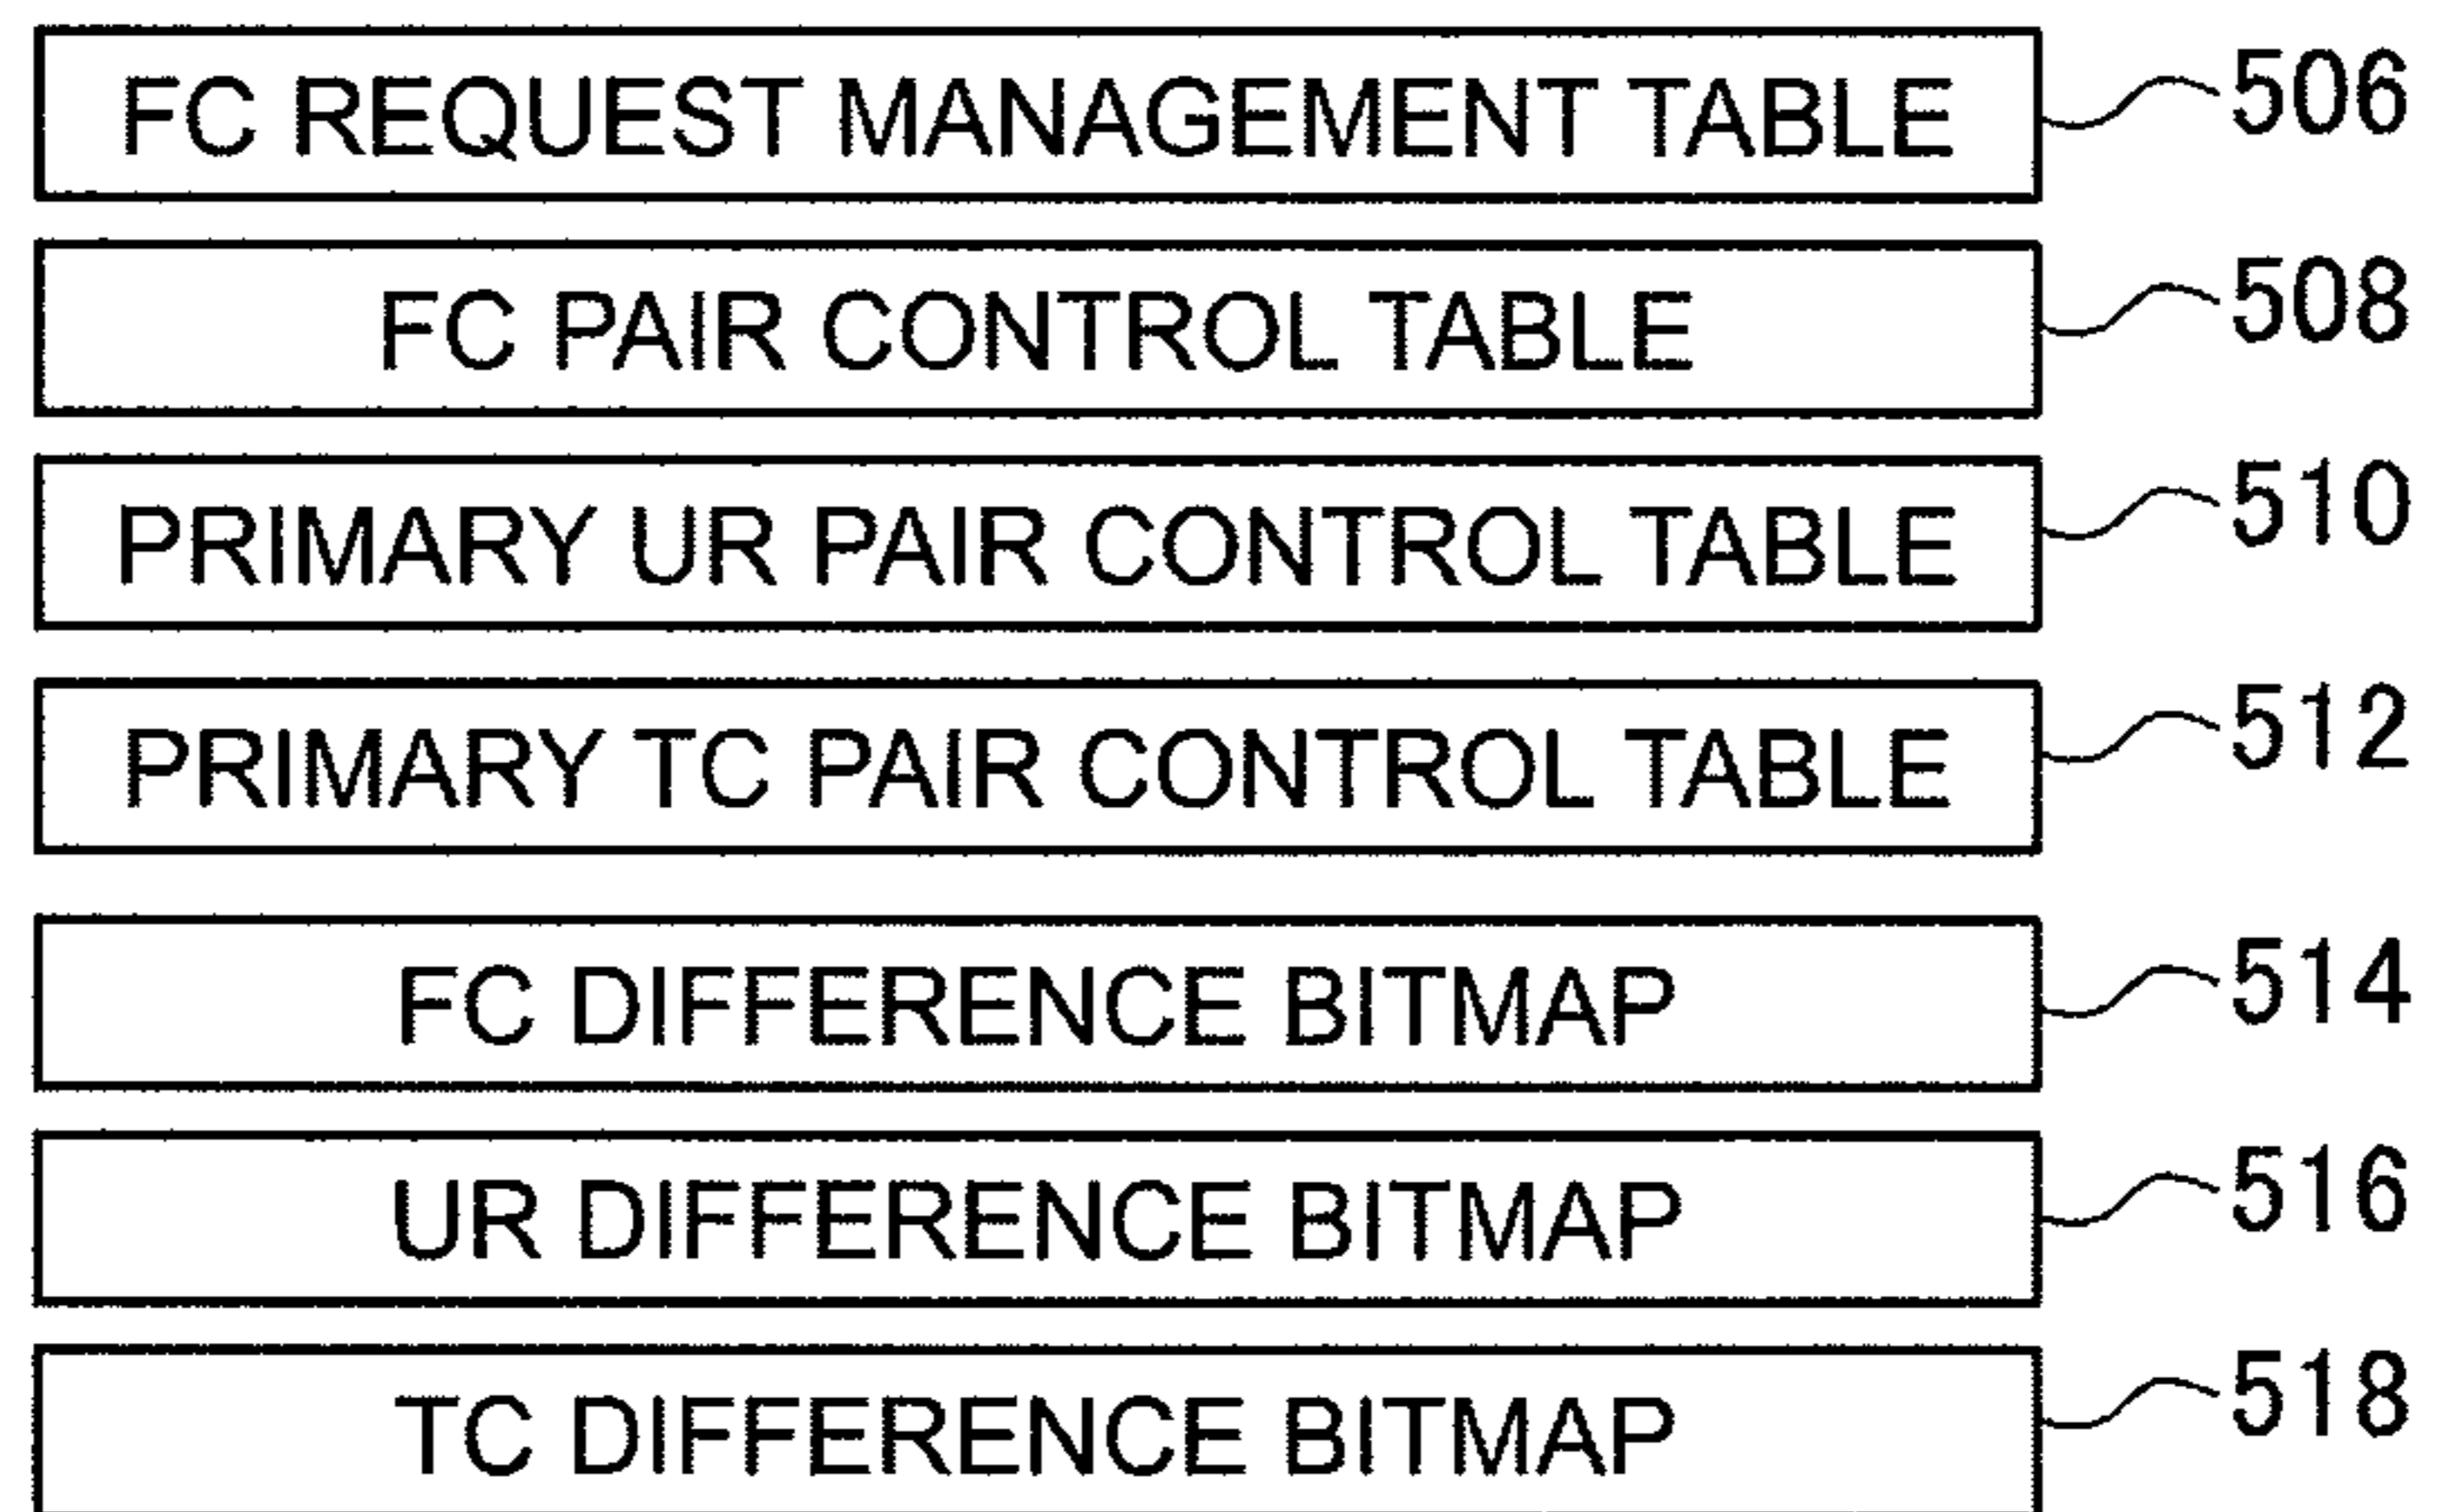 FC REQUEST MANAGEMENT TABLE 506
FC PAIR CONTROL TABLE 508
PRIMARY UR PAIR CONTROL TABLE 510
PRIMARY TC PAIR CONTROL TABLE 512
FC DIFFERENCE BITMAP 514
UR DIFFERENCE BITMAP 516
TC DIFFERENCE BITMAP 518